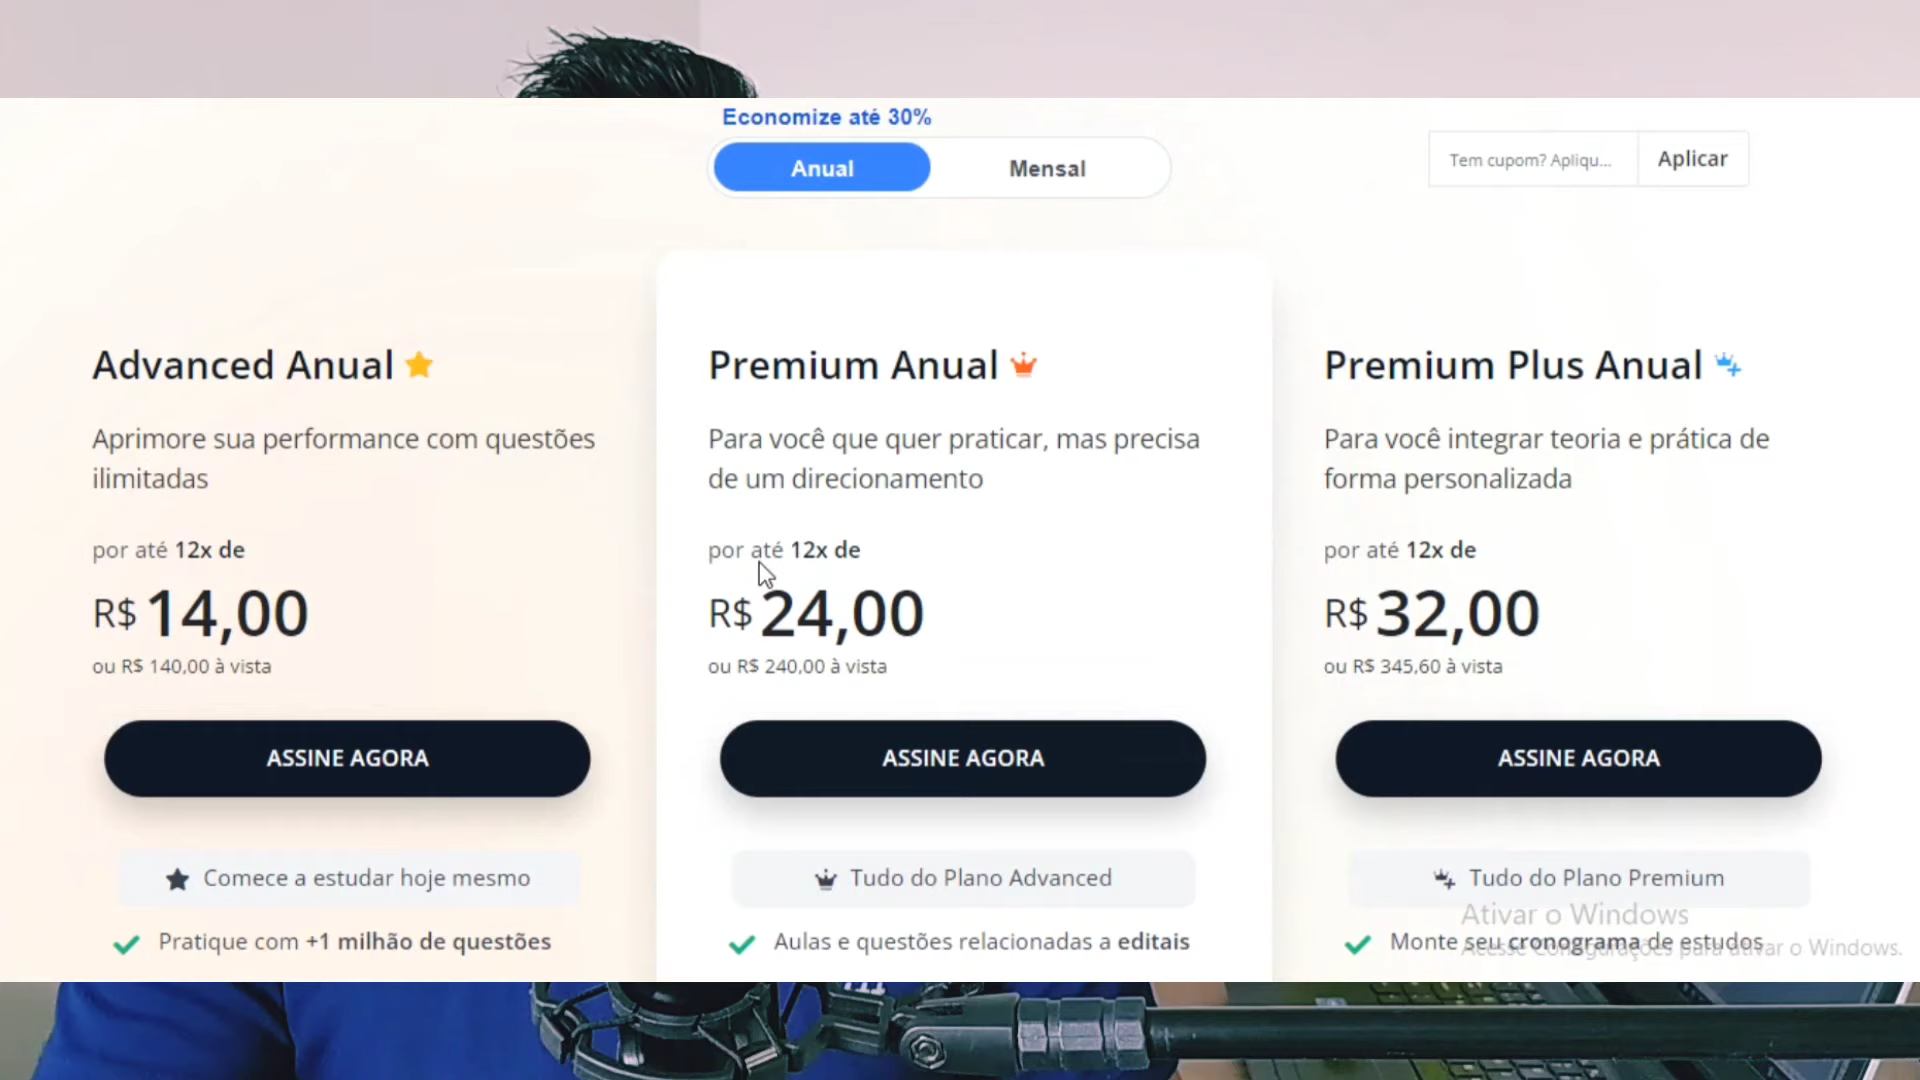 Economize até 30%
Anual
Mensal
Tem cupom? Apliqu...
Aplicar
Advanced Anual
Aprimore sua performance com questões
ilimitadas
por até 12x de
R$ 14,00
ou R$ 140,00 à vista
ASSINE AGORA
Comece a estudar hoje mesmo
Pratique com +1 milhão de questões
Premium Anual
Para você que quer praticar, mas precisa
de um direcionamento
por até 12x de
R$ 24,00
ou R$ 240,00 à vista
ASSINE AGORA
Tudo do Plano Advanced
Aulas e questões relacionadas a editais
Premium Plus Anual
Para você integrar teoria e prática de
forma personalizada
por até 12x de
R$ 32,00
ou R$ 345,60 à vista
ASSINE AGORA
Tudo do Plano Premium
Monte seu cronograma de estudos
Ativar o Windows
Acesse Configurações para ativar o Windows.